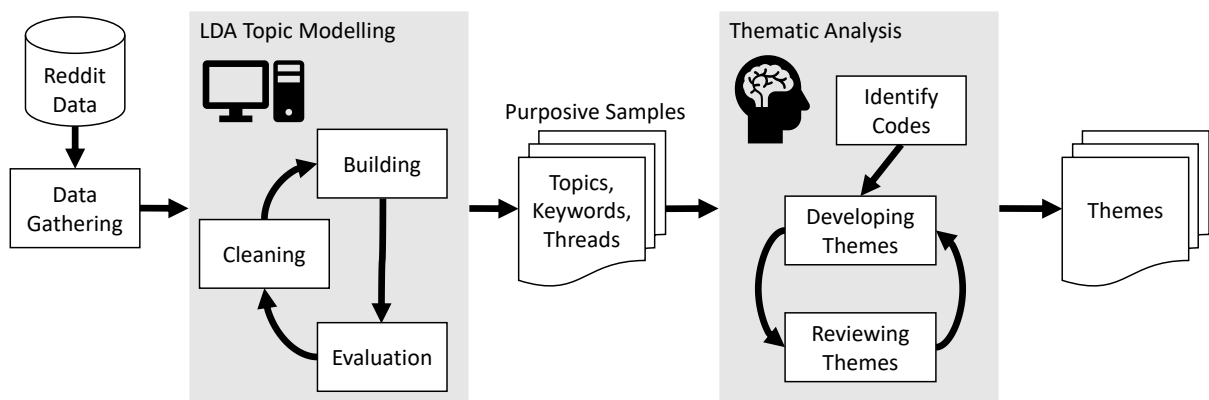 Reddit
Data
Data
Gathering
LDA Topic Modelling
Building
Cleaning
Evaluation
Purposive Samples
Topics,
Keywords,
Threads
Thematic Analysis
Identify
Codes
Developing
Themes
Reviewing
Themes
Themes